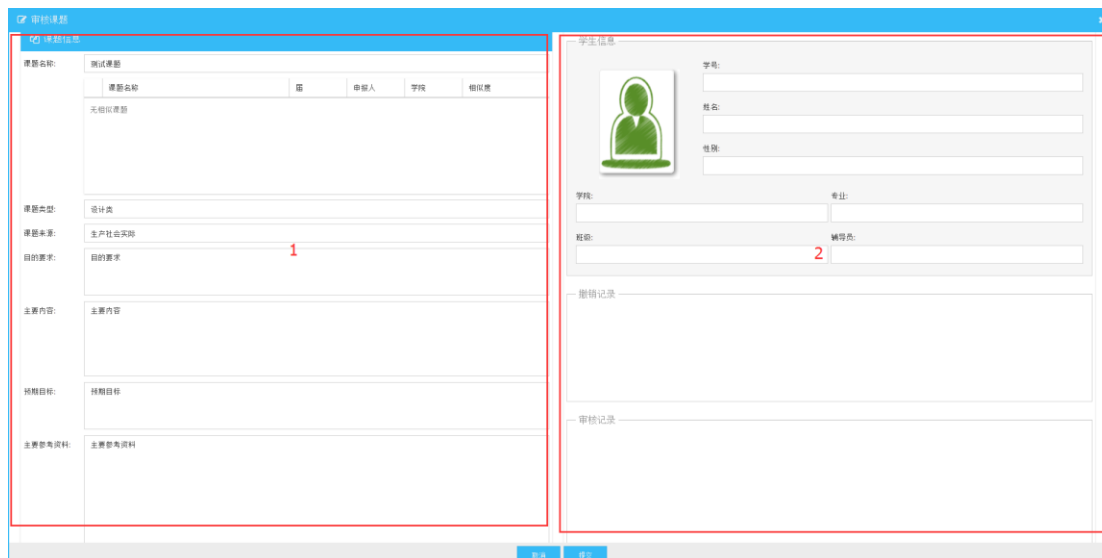 审核课题
课题信息
课题名称: 测试课题
课题名称 届 申报人 学院 相似度
无相似课题
课题类型: 设计类
课题来源: 生产社会实际
目的要求: 目的要求
主要内容: 主要内容
预期目标: 预期目标
主要参考资料: 主要参考资料
1
学生信息
学号:
姓名:
性别:
学院: 专业:
班级: 辅导员:
2
撤销记录
审核记录
取消 提交